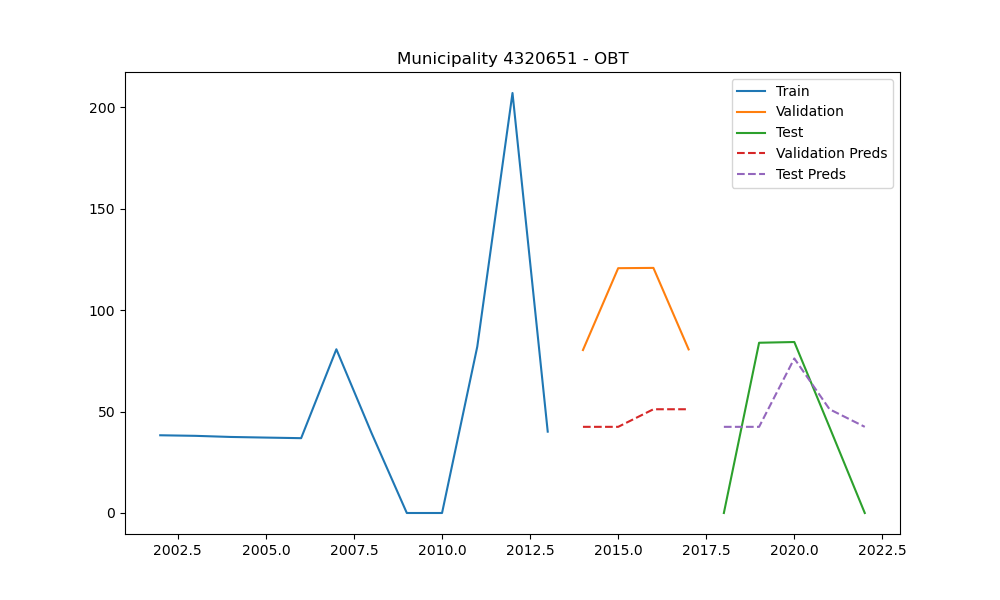 Municipality 4320651 - OBT
Train
Validation
Test
Validation Preds
Test Preds
200
150
100
50
0
2002.5 2005.0 2007.5 2010.0 2012.5 2015.0 2017.5 2020.0 2022.5